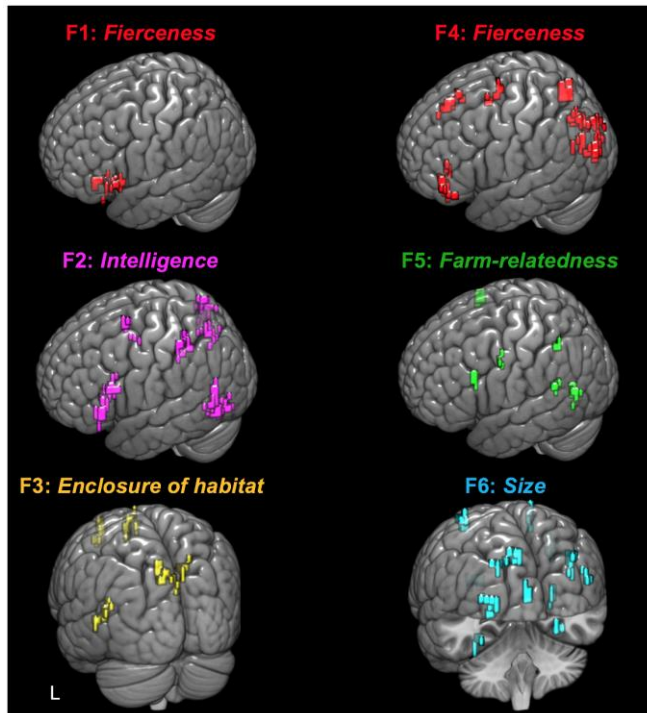 F1: Fierceness
F4: Fierceness
F2: Intelligence
F5: Farm-relatedness
F3: Enclosure of habitat
F6: Size
L